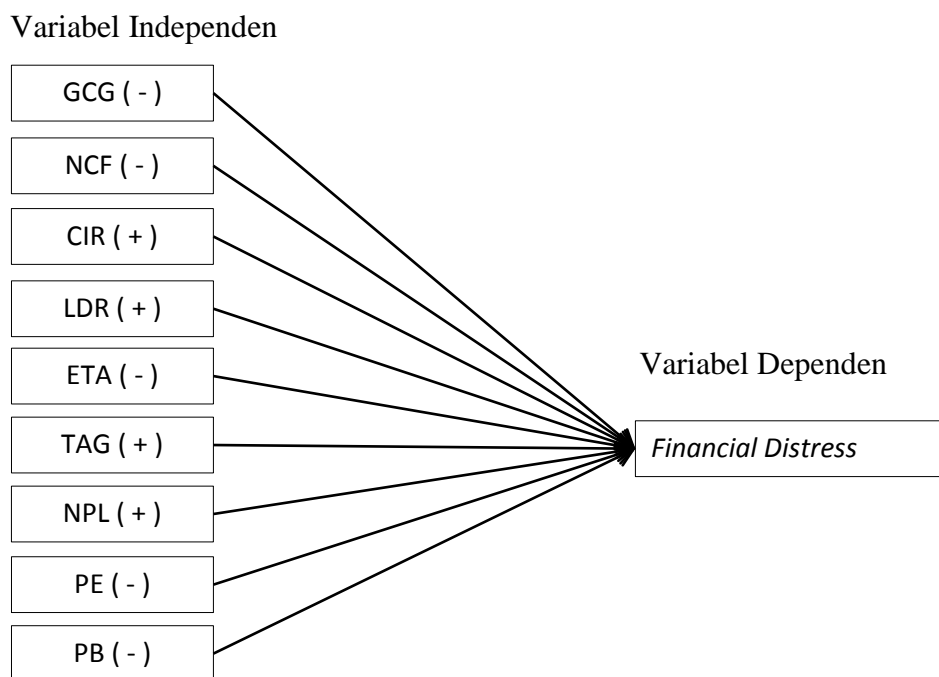 Variabel Independen
GCG ( - )
NCF ( - )
CIR ( + )
LDR ( + )
ETA ( - )
TAG ( + )
NPL ( + )
PE ( - )
PB ( - )
Variabel Dependen
Financial Distress